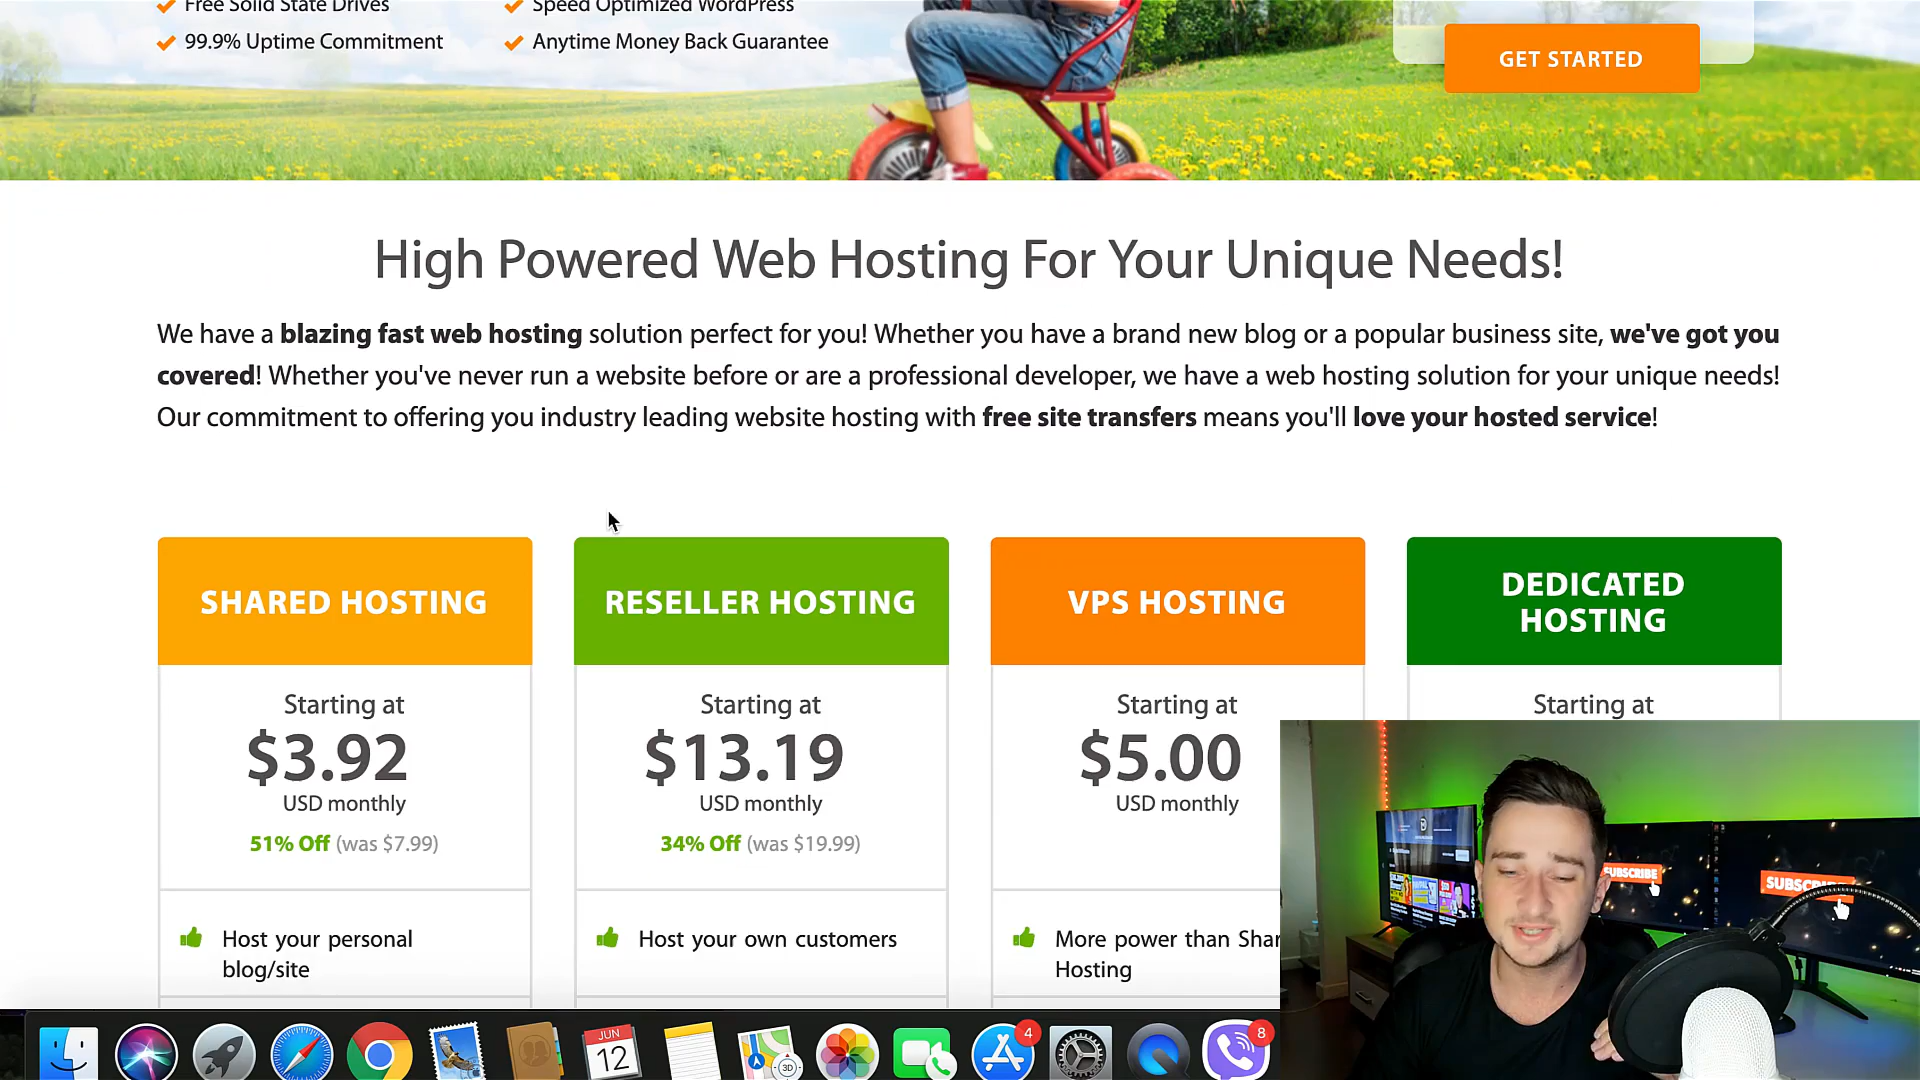 Free Solid State Drives
Speed Optimized WordPress
99.9% Uptime Commitment
Anytime Money Back Guarantee
GET STARTED
High Powered Web Hosting For Your Unique Needs!
We have a blazing fast web hosting solution perfect for you! Whether you have a brand new blog or a popular business site, we've got you
covered! Whether you've never run a website before or are a professional developer, we have a web hosting solution for your unique needs!
Our commitment to offering you industry leading website hosting with free site transfers means you'll love your hosted service!
SHARED HOSTING
Starting at
$3.92
USD monthly
51% Off (was $7.99)
Host your personal
blog/site
RESELLER HOSTING
Starting at
$13.19
USD monthly
34% Off (was $19.99)
Host your own customers
VPS HOSTING
Starting at
$5.00
USD monthly
More power than Shar
Hosting
DEDICATED
HOSTING
Starting at
UBSCRIBE
SUBSCRIBE
JUN
12
3D
4
8